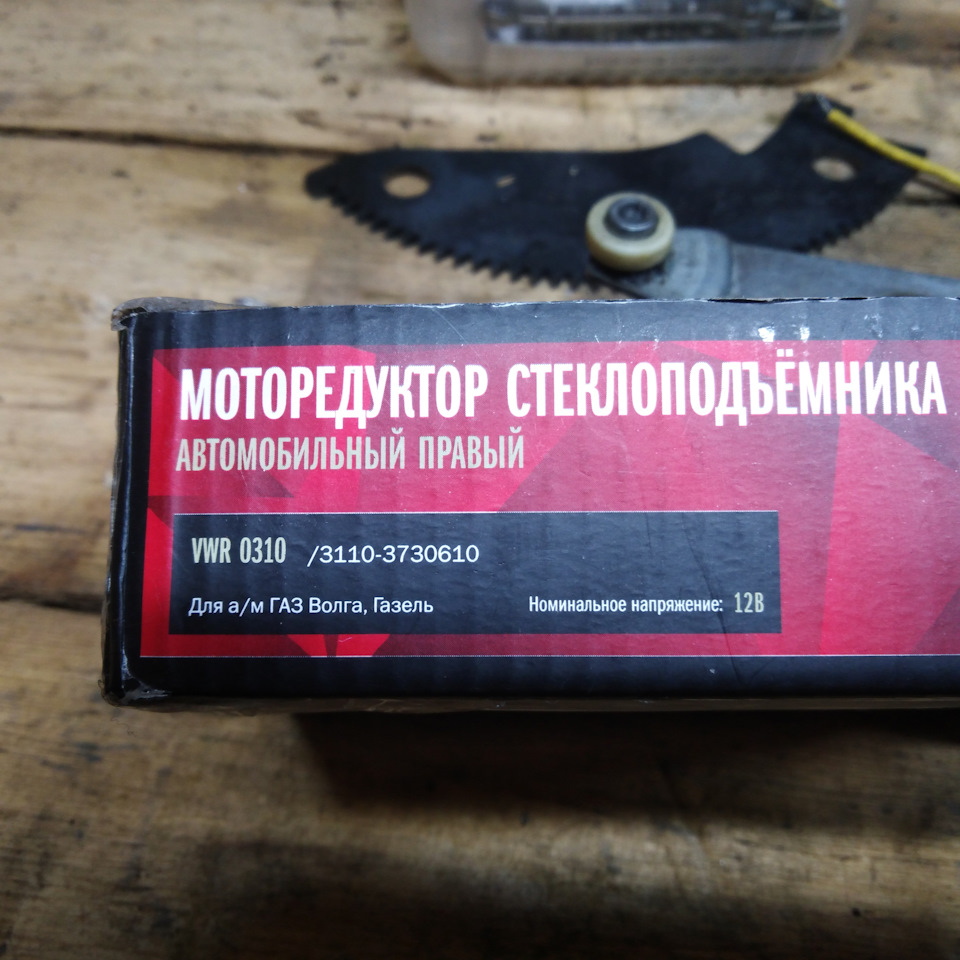 МОТОРЕДУКТОР СТЕКЛОПОДЪЁМНИКА
АВТОМОБИЛЬНЫЙ ПРАВЫЙ
VWR 0310 /3110-3730610
Для а/м ГАЗ Волга, Газель Номинальное напряжение: 12В